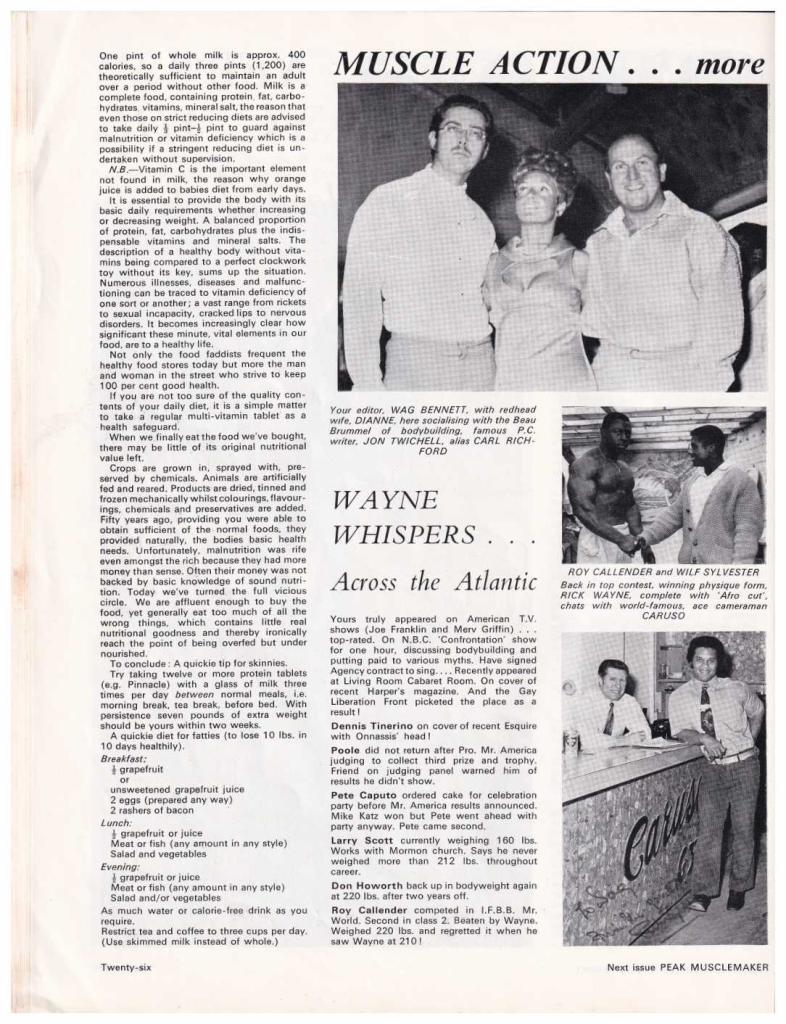 One pint of whole milk is approx. 400
calories, so a daily three pints (1,200) are
theoretically sufficient to maintain an adult
over a period without other food. Milk is a
complete food, containing protein, fat, carbo-
hydrates vitamins, mineral salt, the reason that
even those on strict reducing diets are advised
to take daily ½ pint–½ pint to guard against
malnutrition or vitamin deficiency which is a
possibility if a stringent reducing diet is un-
dertaken without supervision.
N.B.—Vitamin C is the important element
not found in milk, the reason why orange
juice is added to babies diet from early days.
It is essential to provide the body with its
basic daily requirements whether increasing
or decreasing weight. A balanced proportion
of protein, fat, carbohydrates plus the indis-
pensable vitamins and mineral salts. The
description of a healthy body without vita-
mins being compared to a perfect clockwork
toy without its key, sums up the situation.
Numerous illnesses, diseases and malfunc-
tioning can be traced to vitamin deficiency of
one sort or another; a vast range from rickets
to sexual incapacity, cracked lips to nervous
disorders. It becomes increasingly clear how
significant these minute, vital elements in our
food, are to a healthy life.
Not only the food faddists frequent the
healthy food stores today but more the man
and woman in the street who strive to keep
100 per cent good health.
If you are not too sure of the quality con-
tents of your daily diet, it is a simple matter
to take a regular multi-vitamin tablet as a
health safeguard.
When we finally eat the food we've bought,
there may be little of its original nutritional
value left.
Crops are grown in, sprayed with, pre-
served by chemicals. Animals are artificially
fed and reared. Products are dried, tinned and
frozen mechanically whilst colourings, flavour-
ings, chemicals and preservatives are added.
Fifty years ago, providing you were able to
obtain sufficient of the normal foods, they
provided naturally, the bodies basic health
needs. Unfortunately, malnutrition was rife
even amongst the rich because they had more
money than sense. Often their money was not
backed by basic knowledge of sound nutri-
tion. Today we've turned the full vicious
circle. We are affluent enough to buy the
food, yet generally eat too much of all the
wrong things, which contains little real
nutritional goodness and thereby ironically
reach the point of being overfed but under
nourished.
To conclude: A quickie tip for skinnies.
Try taking twelve or more protein tablets
(e.g. Pinnacle) with a glass of milk three
times per day between normal meals, i.e.
morning break, tea break, before bed. With
persistence seven pounds of extra weight
should be yours within two weeks.
A quickie diet for fatties (to lose 10 lbs. in
10 days healthily).
Breakfast:
½ grapefruit
or
unsweetened grapefruit juice
2 eggs (prepared any way)
2 rashers of bacon
Lunch:
½ grapefruit or juice
Meat or fish (any amount in any style)
Salad and vegetables
Evening:
½ grapefruit or juice
Meat or fish (any amount in any style)
Salad and/or vegetables
As much water or calorie-free drink as you
require.
Restrict tea and coffee to three cups per day.
(Use skimmed milk instead of whole.)
MUSCLE ACTION . . . more
Your editor, WAG BENNETT, with redhead
wife, DIANNE, here socialising with the Beau
Brummel of bodybuilding, famous P.C.
writer, JON TWICHELL, alias CARL RICH-
FORD
WAYNE
WHISPERS . . .
Across the Atlantic
Yours truly appeared on American T.V.
shows (Joe Franklin and Merv Griffin) . . .
top-rated. On N.B.C. 'Confrontation' show
for one hour, discussing bodybuilding and
putting paid to various myths. Have signed
Agency contract to sing. . . . Recently appeared
at Living Room Cabaret Room. On cover of
recent Harper's magazine. And the Gay
Liberation Front picketed the place as a
result!
Dennis Tinerino on cover of recent Esquire
with Onnassis' head!
Poole did not return after Pro. Mr. America
judging to collect third prize and trophy.
Friend on judging panel warned him of
results he didn't show.
Pete Caputo ordered cake for celebration
party before Mr. America results announced.
Mike Katz won but Pete went ahead with
party anyway. Pete came second.
Larry Scott currently weighing 160 lbs.
Works with Mormon church. Says he never
weighed more than 212 lbs. throughout
career.
Don Howorth back up in bodyweight again
at 220 lbs. after two years off.
Roy Callender competed in I.F.B.B. Mr.
World. Second in class 2. Beaten by Wayne.
Weighed 220 lbs. and regretted it when he
saw Wayne at 210!
ROY CALLENDER and WILF SYLVESTER
Back in top contest, winning physique form,
RICK WAYNE, complete with 'Afro cut',
chats with world-famous, ace cameraman
CARUSO
Caruso
Twenty-six
Next issue PEAK MUSCLEMAKER